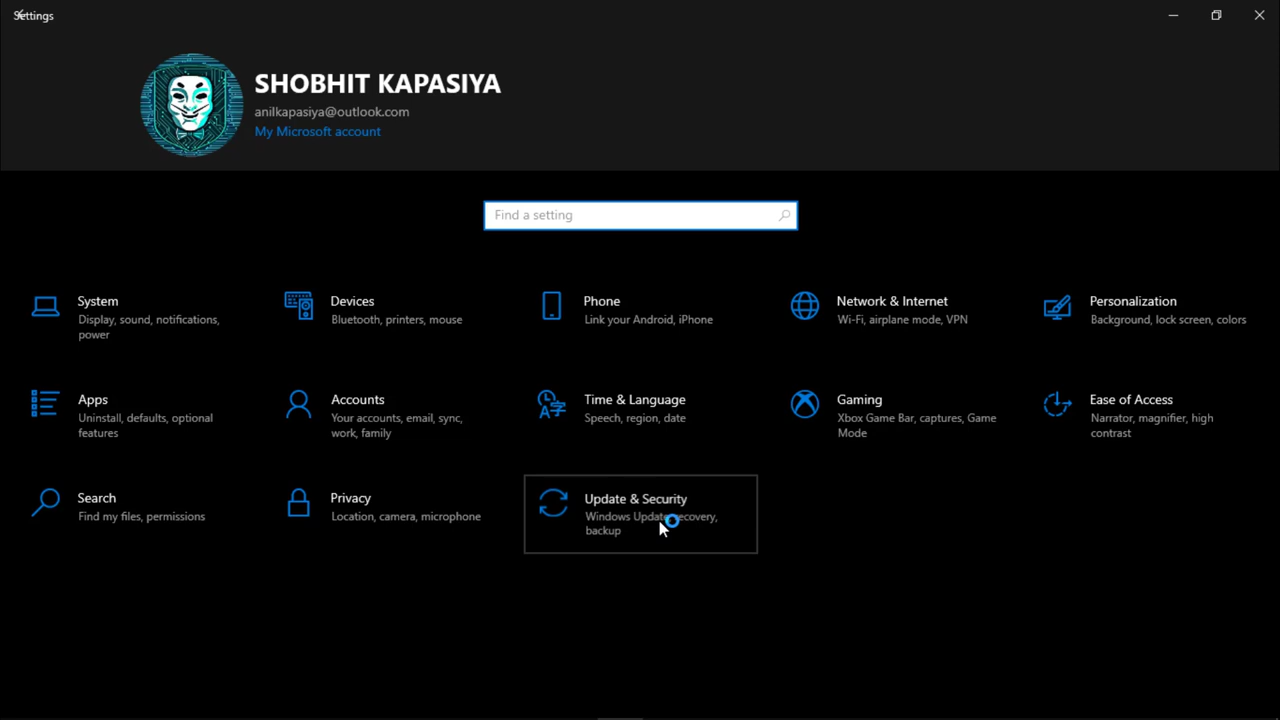 Settings
SHOBHIT KAPASIYA
anilkapasiya@outlook.com
My Microsoft account
Find a setting
System
Display, sound, notifications,
power
Devices
Bluetooth, printers, mouse
Phone
Link your Android, iPhone
Network & Internet
Wi-Fi, airplane mode, VPN
Personalization
Background, lock screen, colors
Apps
Uninstall, defaults, optional
features
Accounts
Your accounts, email, sync,
work, family
Time & Language
Speech, region, date
Gaming
Xbox Game Bar, captures, Game
Mode
Ease of Access
Narrator, magnifier, high
contrast
Search
Find my files, permissions
Privacy
Location, camera, microphone
Update & Security
Windows Update, recovery,
backup